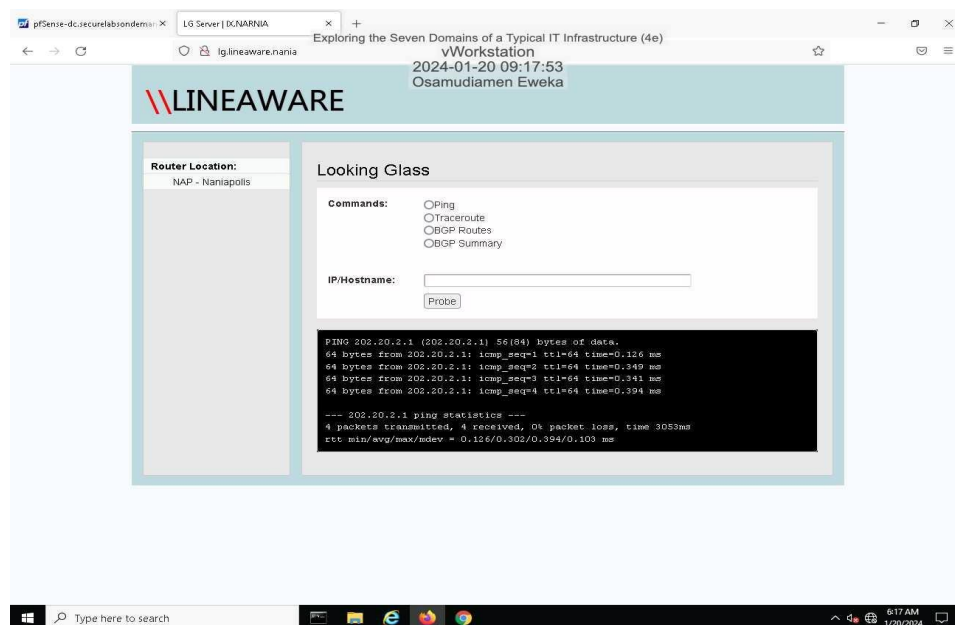 pfSense-dc.securelabsondeman
LG Server | IX.NARNIA
Exploring the Seven Domains of a Typical IT Infrastructure (4e)
lg.lineaware.nania
vWorkstation
2024-01-20 09:17:53
Osamudiamen Eweka
\\LINEAWARE
Router Location:
NAP - Naniapolis
Looking Glass
Commands:
Ping
Traceroute
BGP Routes
BGP Summary
IP/Hostname:
Probe
PING 202.20.2.1 (202.20.2.1) 56(84) bytes of data.
64 bytes from 202.20.2.1: icmp_seq=1 ttl=64 time=0.126 ms
64 bytes from 202.20.2.1: icmp_seq=2 ttl=64 time=0.349 ms
64 bytes from 202.20.2.1: icmp_seq=3 ttl=64 time=0.341 ms
64 bytes from 202.20.2.1: icmp_seq=4 ttl=64 time=0.394 ms
--- 202.20.2.1 ping statistics ---
4 packets transmitted, 4 received, 0% packet loss, time 3053ms
rtt min/avg/max/mdev = 0.126/0.302/0.394/0.103 ms
Type here to search
6:17 AM
1/20/2024